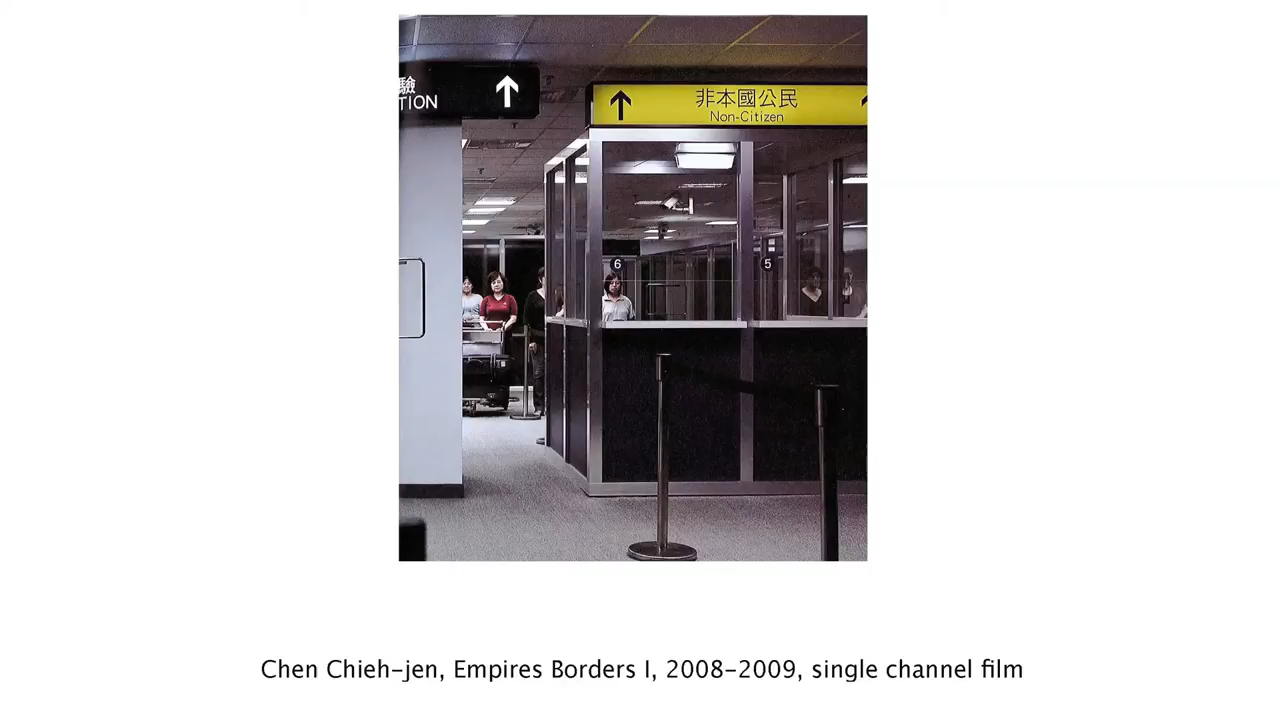 驗
TION
非本國公民
Non-Citizen
6
5
Chen Chieh-jen, Empires Borders I, 2008-2009, single channel film